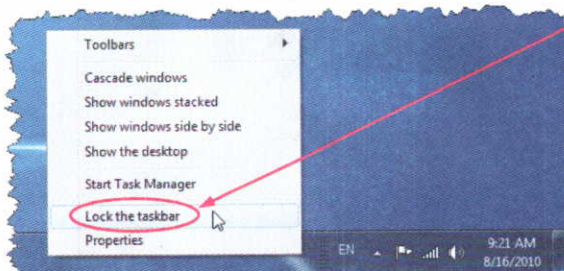 Toolbars
Cascade windows
Show windows stacked
Show windows side by side
Show the desktop
Start Task Manager
Lock the taskbar
Properties
EN
9:21 AM
8/16/2010